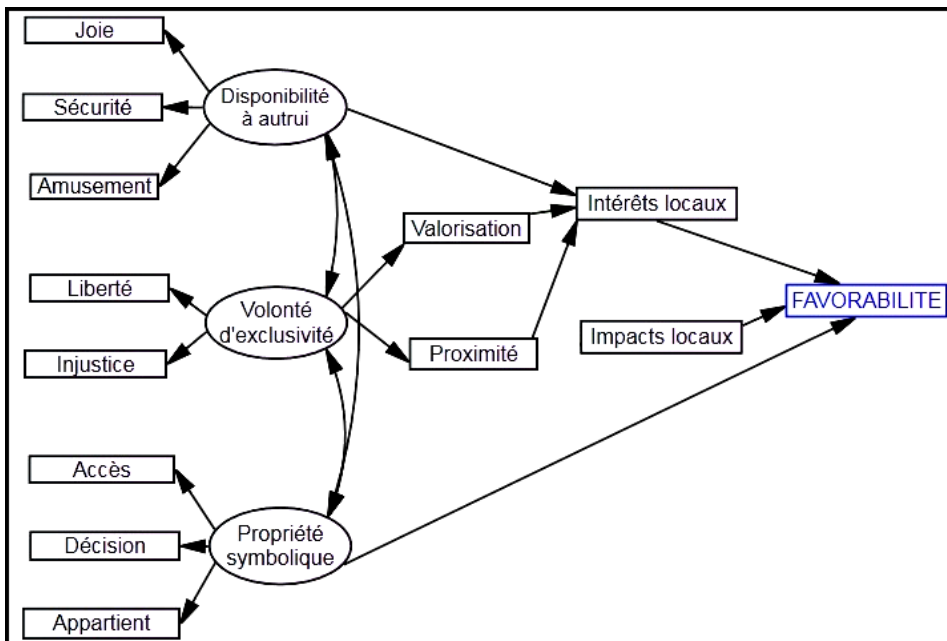 Joie
Sécurité
Amusement
Disponibilité
à autrui
Liberté
Injustice
Volonté
d'exclusivité
Accès
Décision
Appartient
Propriété
symbolique
Valorisation
Proximité
Intérêts locaux
Impacts locaux
FAVORABILITE